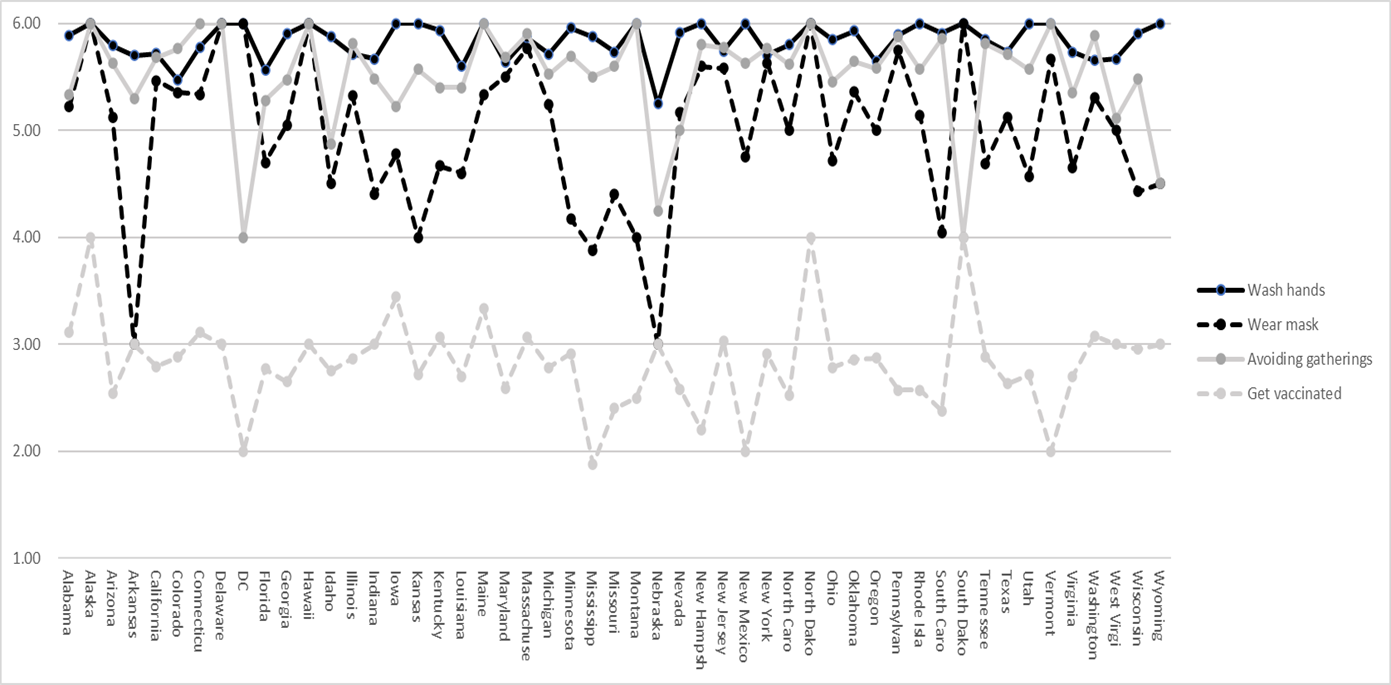 6.00
5.00
4.00
3.00
2.00
1.00
Alabama
Alaska
Arizona
Arkansas
California
Colorado
Connecticu
Delaware
DC
Florida
Georgia
Hawaii
Idaho
Illinois
Indiana
Iowa
Kansas
Kentucky
Louisiana
Maine
Maryland
Massachuse
Michigan
Minnesota
Mississipp
Missouri
Montana
Nebraska
Nevada
New Hampsh
New Jersey
New Mexico
New York
North Caro
North Dako
Ohio
Oklahoma
Oregon
Pennsylvan
Rhode Isla
South Caro
South Dako
Tennessee
Texas
Utah
Vermont
Virginia
Washington
West Virgi
Wisconsin
Wyoming
Wash hands
Wear mask
Avoiding gatherings
Get vaccinated